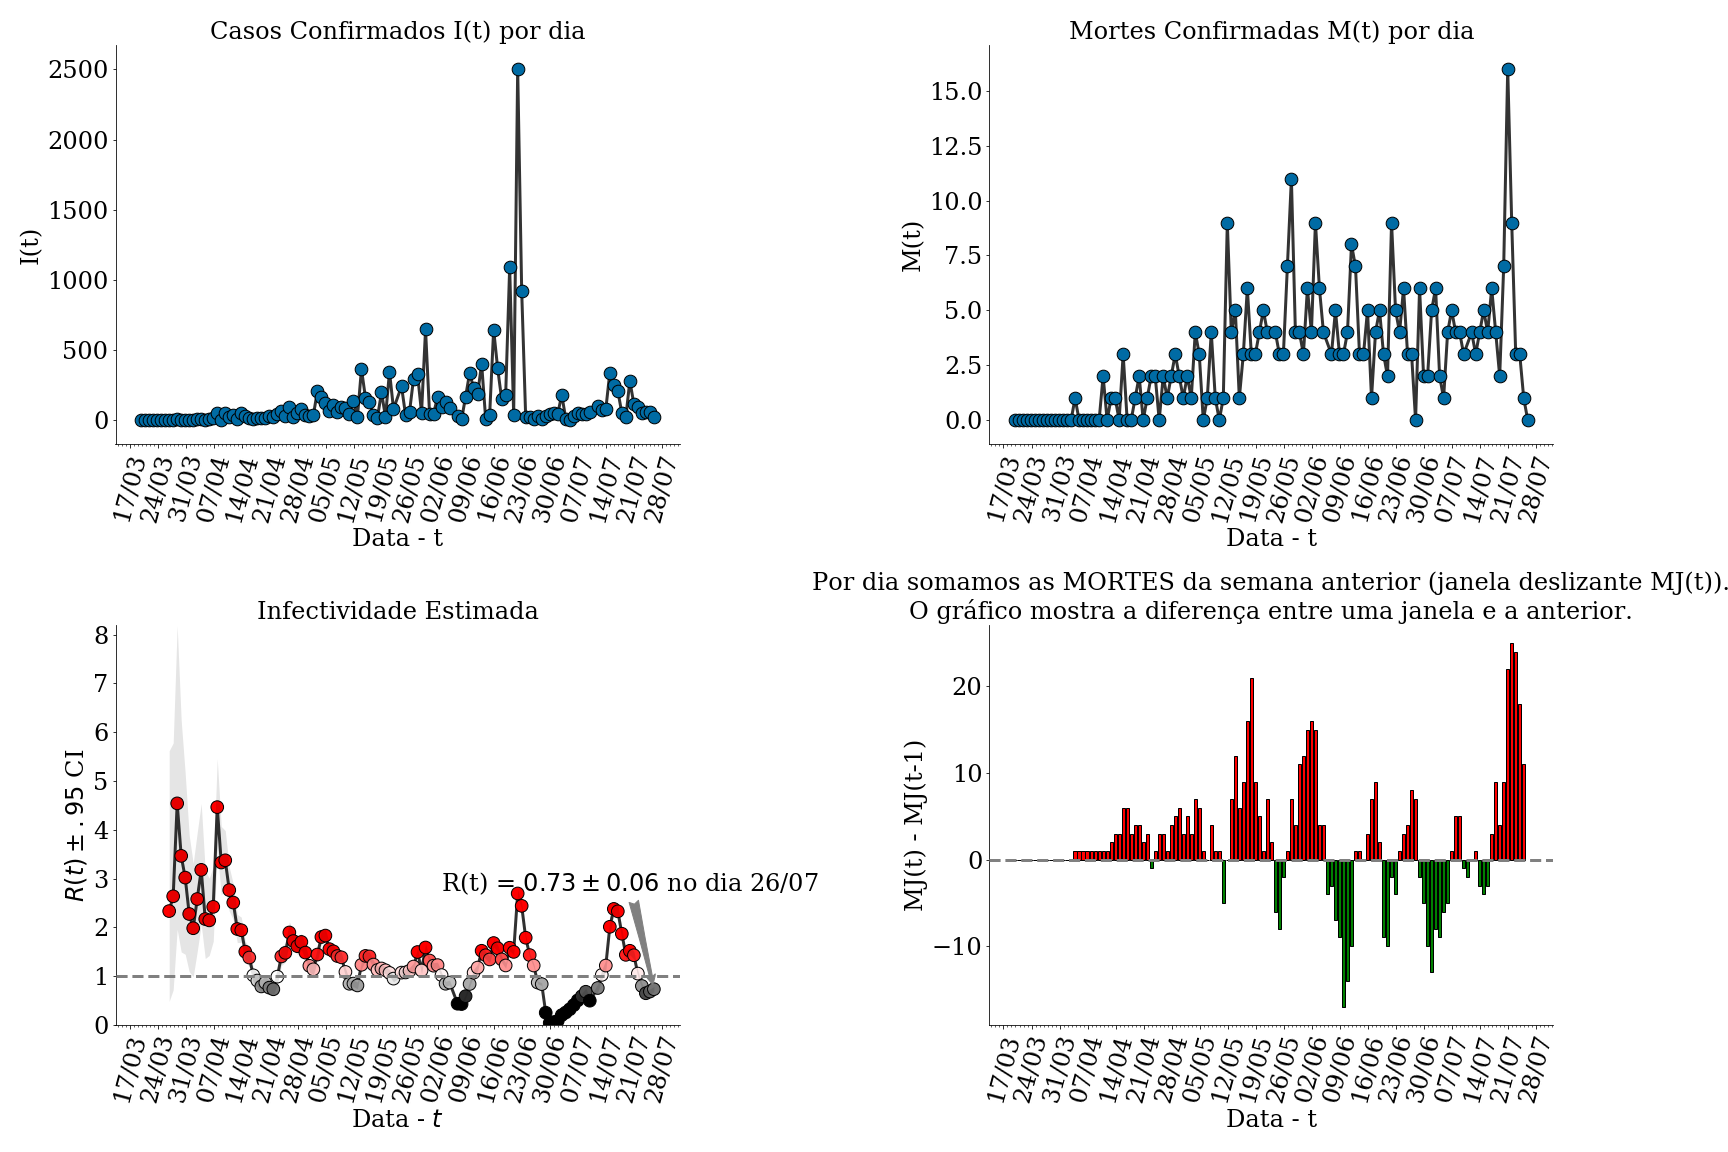 Casos Confirmados I(t) por dia
I(t)
2500
2000
1500
1000
500
0
17/03 24/03 31/03 07/04 14/04 21/04 28/04 05/05 12/05 19/05 26/05 02/06 09/06 16/06 23/06 30/06 07/07 14/07 21/07 28/07
Data - t
Mortes Confirmadas M(t) por dia
M(t)
15.0
12.5
10.0
7.5
5.0
2.5
0.0
17/03 24/03 31/03 07/04 14/04 21/04 28/04 05/05 12/05 19/05 26/05 02/06 09/06 16/06 23/06 30/06 07/07 14/07 21/07 28/07
Data - t
Infectividade Estimada
R(t) ± .95 CI
8
7
6
5
4
3
2
1
0
R(t) = 0.73 ± 0.06 no dia 26/07
17/03 24/03 31/03 07/04 14/04 21/04 28/04 05/05 12/05 19/05 26/05 02/06 09/06 16/06 23/06 30/06 07/07 14/07 21/07 28/07
Data - t
Por dia somamos as MORTES da semana anterior (janela deslizante MJ(t)).
O gráfico mostra a diferença entre uma janela e a anterior.
MJ(t) - MJ(t-1)
20
10
0
−10
17/03 24/03 31/03 07/04 14/04 21/04 28/04 05/05 12/05 19/05 26/05 02/06 09/06 16/06 23/06 30/06 07/07 14/07 21/07 28/07
Data - t